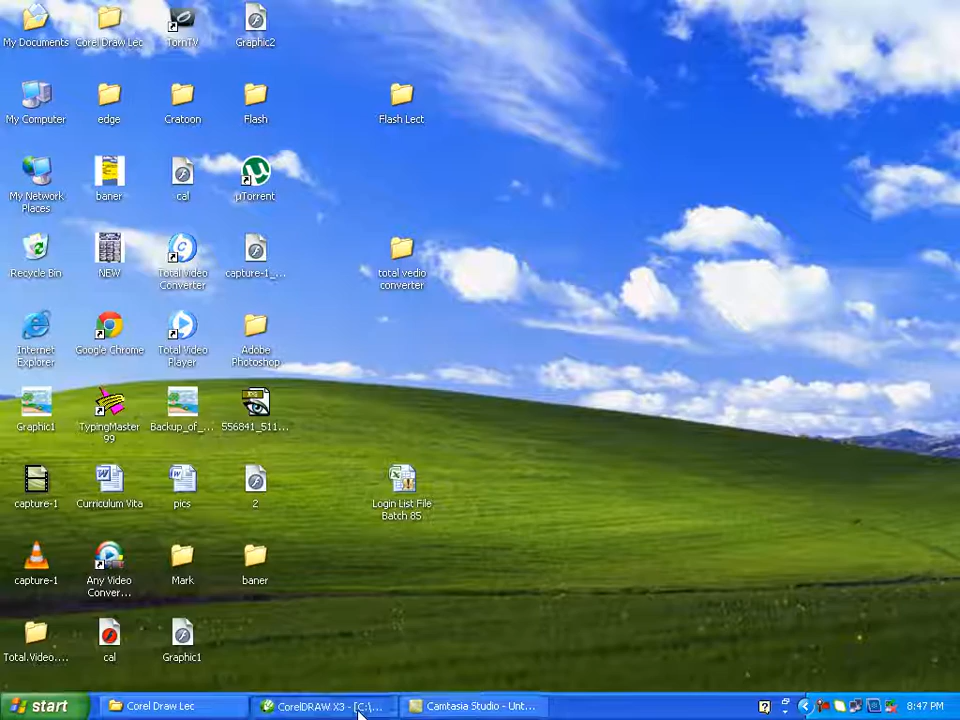 My Documents
Corel Draw Lec
TornTV
Graphic2
My Computer
edge
Cratoon
Flash
Flash Lect
My Network
Places
baner
cal
µTorrent
Recycle Bin
NEW
Total Video
Converter
capture-1_...
total vedio
converter
Internet
Explorer
Google Chrome
Total Video
Player
Adobe
Photoshop
Graphic1
TypingMaster
99
Backup_of_...
556841_511...
capture-1
Curriculum Vita
pics
2
Login List File
Batch 85
capture-1
Any Video
Conver...
Mark
baner
Total.Video....
cal
Graphic1
start
Corel Draw Lec
CorelDRAW X3 - [C:\...
Camtasia Studio - Unt...
8:47 PM